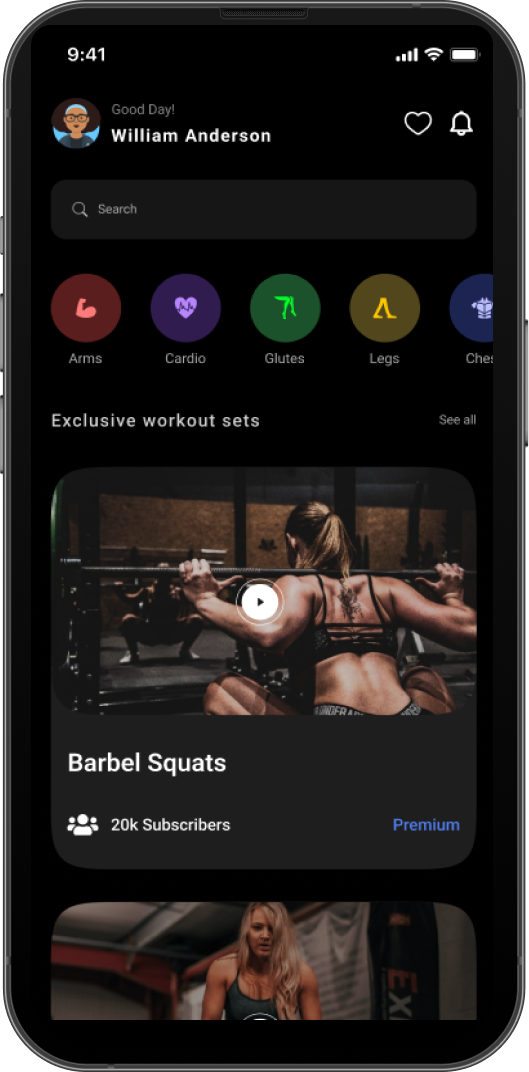 9:41
Good Day!
William Anderson
Search
Arms
Cardio
Glutes
Legs
Ches
Exclusive workout sets
See all
Barbel Squats
20k Subscribers
Premium